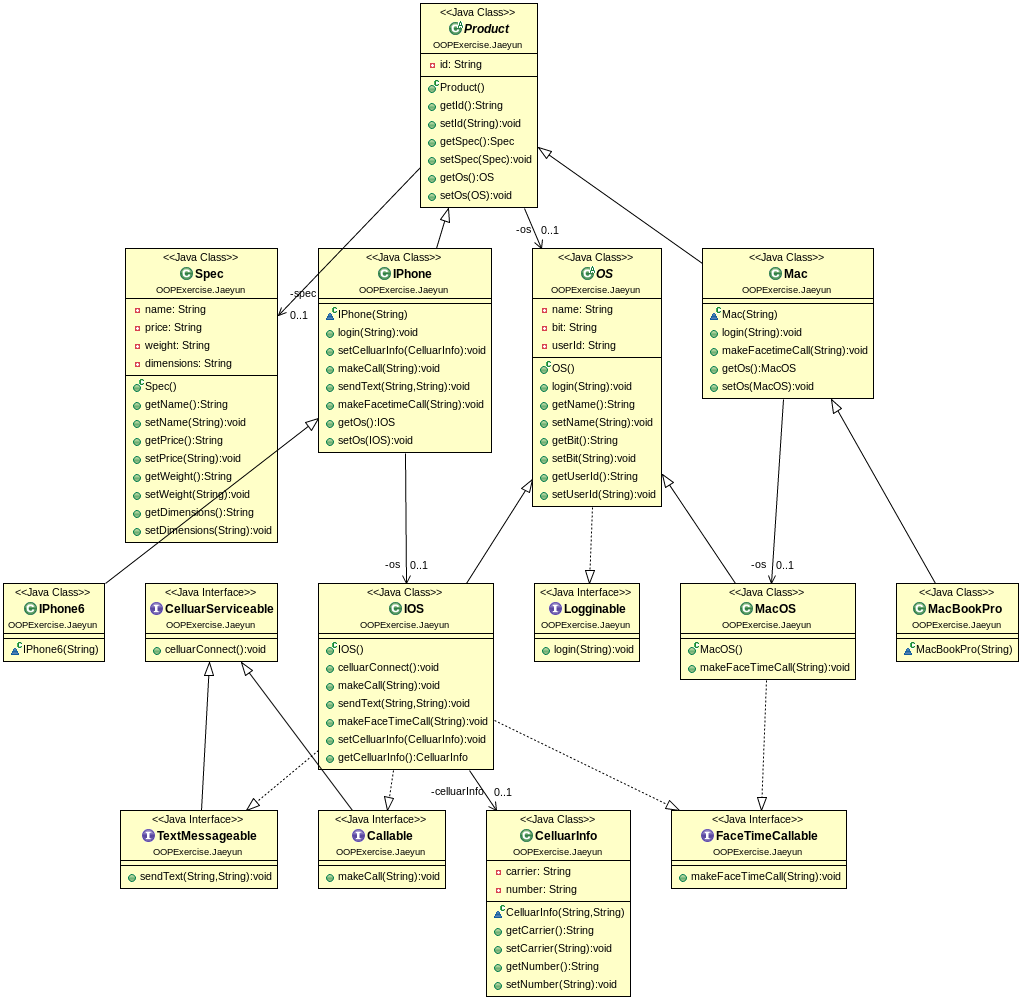 <<Java Class>>
Product
OOPExercise.Jaeyun
id: String
Product()
getId():String
setId(String):void
getSpec():Spec
setSpec(Spec):void
getOs():OS
setOs(OS):void
-os 0..1
-spec
0..1
<<Java Class>>
Spec
OOPExercise.Jaeyun
name: String
price: String
weight: String
dimensions: String
Spec()
getName():String
setName(String):void
getPrice():String
setPrice(String):void
getWeight():String
setWeight(String):void
getDimensions():String
setDimensions(String):void
<<Java Class>>
IPhone
OOPExercise.Jaeyun
IPhone(String)
login(String):void
setCelluarInfo(CelluarInfo):void
makeCall(String):void
sendText(String,String):void
makeFacetimeCall(String):void
getOs():IOS
setOs(IOS):void
<<Java Class>>
OS
OOPExercise.Jaeyun
name: String
bit: String
userId: String
OS()
login(String):void
getName():String
setName(String):void
getBit():String
setBit(String):void
getUserId():String
setUserId(String):void
<<Java Class>>
Mac
OOPExercise.Jaeyun
Mac(String)
login(String):void
makeFacetimeCall(String):void
getOs():MacOS
setOs(MacOS):void
-os 0..1
-os 0..1
<<Java Class>>
IPhone6
OOPExercise.Jaeyun
IPhone6(String)
<<Java Interface>>
CelluarServiceable
OOPExercise.Jaeyun
celluarConnect():void
<<Java Class>>
IOS
OOPExercise.Jaeyun
IOS()
celluarConnect():void
makeCall(String):void
sendText(String,String):void
makeFaceTimeCall(String):void
setCelluarInfo(CelluarInfo):void
getCelluarInfo():CelluarInfo
<<Java Interface>>
Logginable
OOPExercise.Jaeyun
login(String):void
<<Java Class>>
MacOS
OOPExercise.Jaeyun
MacOS()
makeFaceTimeCall(String):void
<<Java Class>>
MacBookPro
OOPExercise.Jaeyun
MacBookPro(String)
-celluarInfo 0..1
<<Java Interface>>
TextMessageable
OOPExercise.Jaeyun
sendText(String,String):void
<<Java Interface>>
Callable
OOPExercise.Jaeyun
makeCall(String):void
<<Java Class>>
CelluarInfo
OOPExercise.Jaeyun
carrier: String
number: String
CelluarInfo(String,String)
getCarrier():String
setCarrier(String):void
getNumber():String
setNumber(String):void
<<Java Interface>>
FaceTimeCallable
OOPExercise.Jaeyun
makeFaceTimeCall(String):void